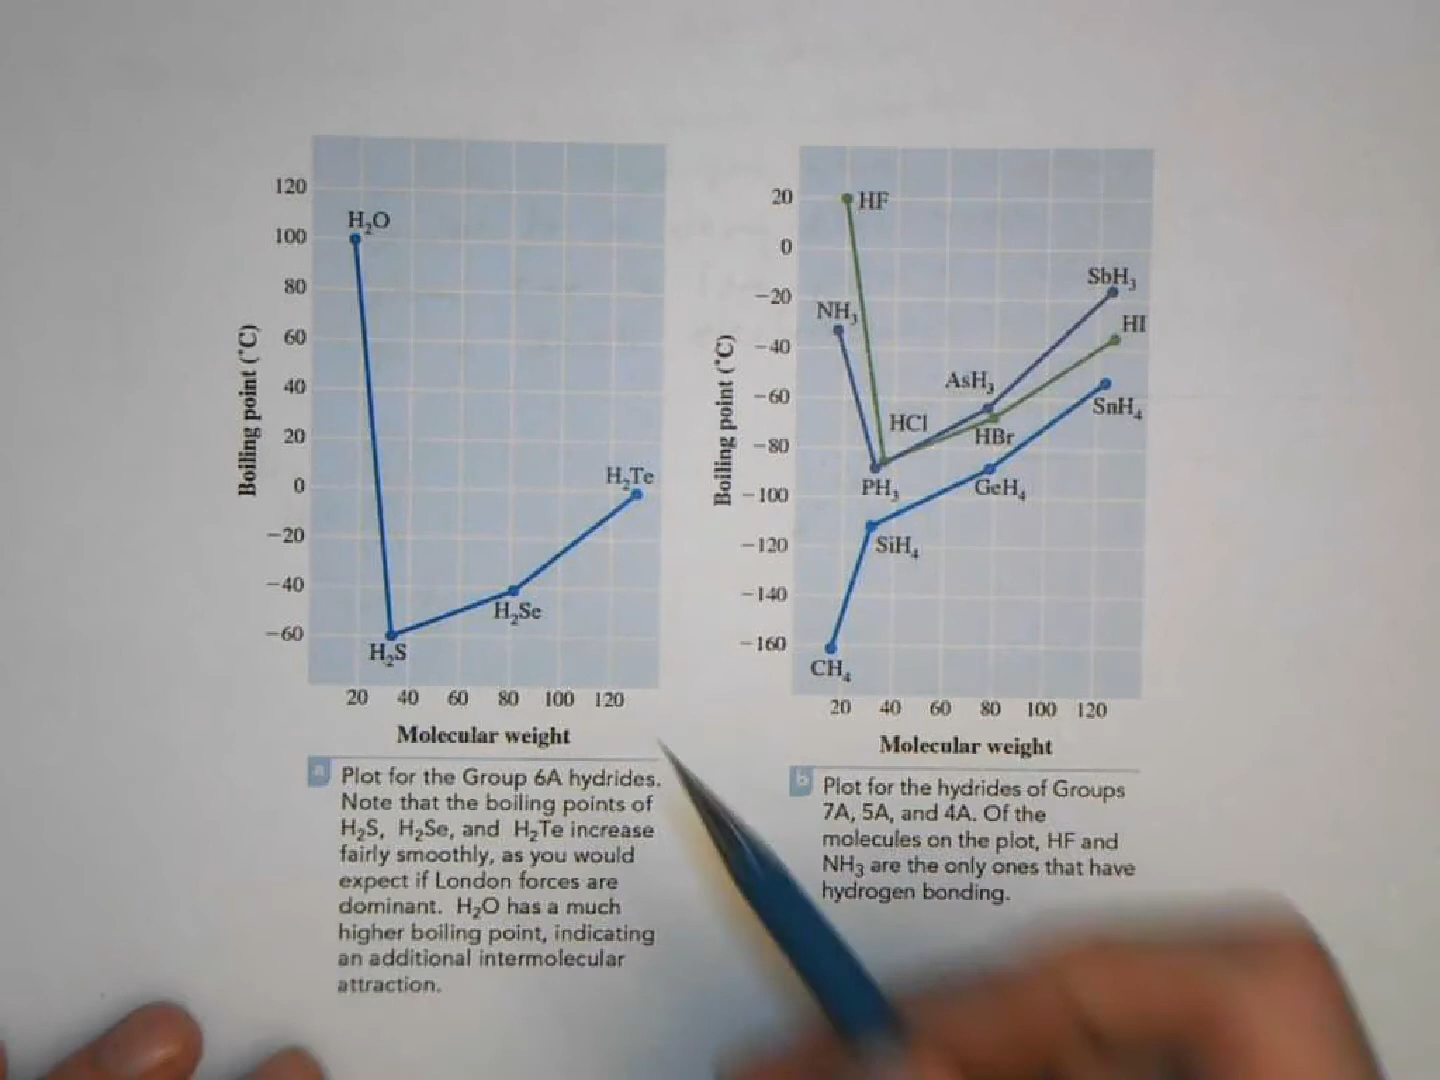 120
100
80
60
40
20
0
−20
−40
−60
H₂O
H₂S
H₂Se
H₂Te
20 40 60 80 100 120
Boiling point (°C)
Molecular weight
a Plot for the Group 6A hydrides.
Note that the boiling points of
H₂S, H₂Se, and H₂Te increase
fairly smoothly, as you would
expect if London forces are
dominant. H₂O has a much
higher boiling point, indicating
an additional intermolecular
attraction.
20
0
−20
−40
−60
−80
−100
−120
−140
−160
HF
NH₃
SbH₃
HI
AsH₃
SnH₄
HCl
HBr
PH₃
GeH₄
SiH₄
CH₄
20 40 60 80 100 120
Boiling point (°C)
Molecular weight
b Plot for the hydrides of Groups
7A, 5A, and 4A. Of the
molecules on the plot, HF and
NH₃ are the only ones that have
hydrogen bonding.